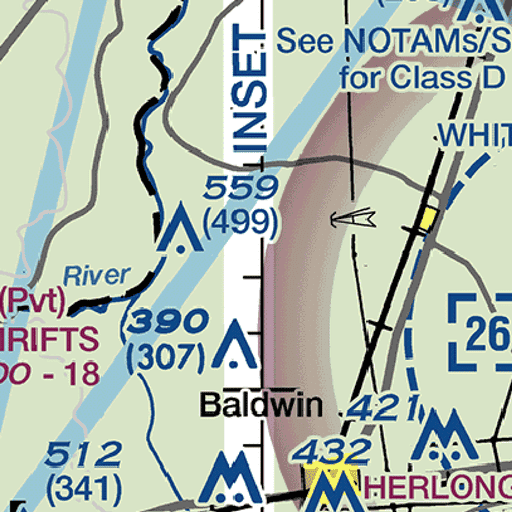 See NOTAMs/S
for Class D
INSET
WHIT
559
(499)
River
(Pvt)
390
(307)
- 18
26
Baldwin
421
512
(341)
432
HERLONG